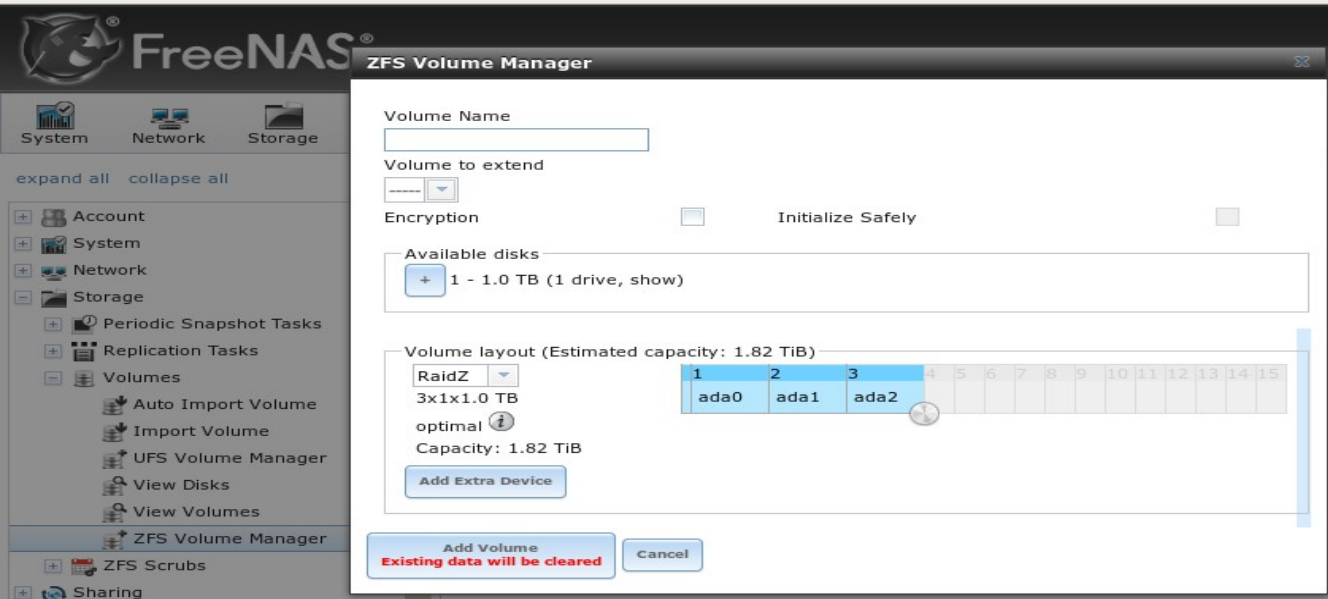 FreeNAS®
System
Network
Storage
expand all collapse all
Account
System
Network
Storage
Periodic Snapshot Tasks
Replication Tasks
Volumes
Auto Import Volume
Import Volume
UFS Volume Manager
View Disks
View Volumes
ZFS Volume Manager
ZFS Scrubs
Sharing
ZFS Volume Manager
Volume Name
Volume to extend
-----
Encryption
Initialize Safely
Available disks
+ 1 - 1.0 TB (1 drive, show)
Volume layout (Estimated capacity: 1.82 TiB)
RaidZ
3x1x1.0 TB
optimal i
Capacity: 1.82 TiB
1 2 3 4 5 6 7 8 9 10 11 12 13 14 15
ada0 ada1 ada2
Add Extra Device
Add Volume
Existing data will be cleared
Cancel